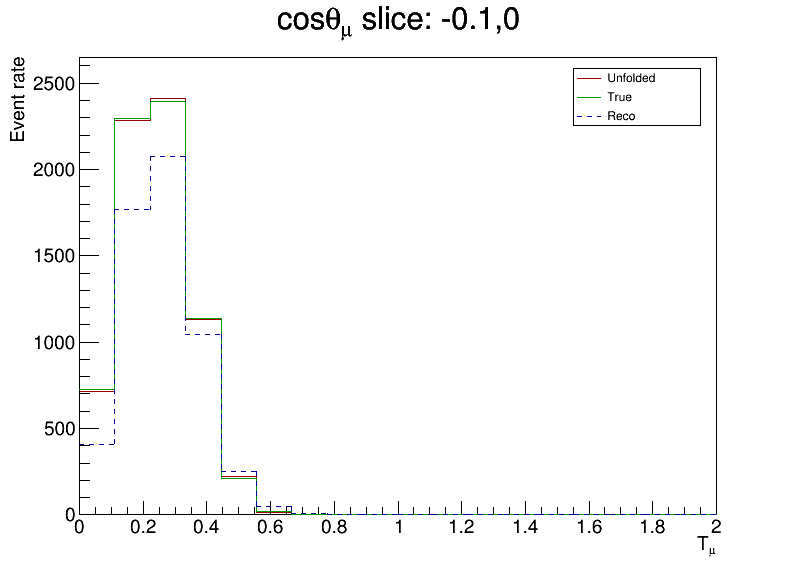 cosθμ slice: -0.1,0
Event rate
2500
2000
1500
1000
500
0
Unfolded
True
Reco
0 0.2 0.4 0.6 0.8 1 1.2 1.4 1.6 1.8 2
Tμ